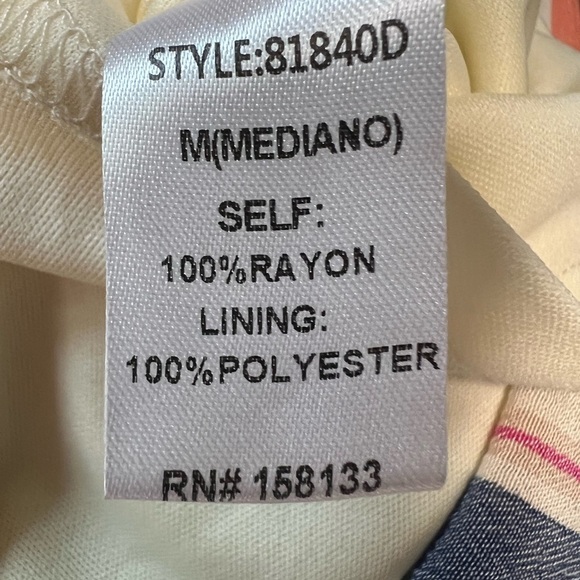 STYLE:81840D
M(MEDIANO)
SELF:
100%RAYON
LINING:
100%POLYESTER
RN# 158133